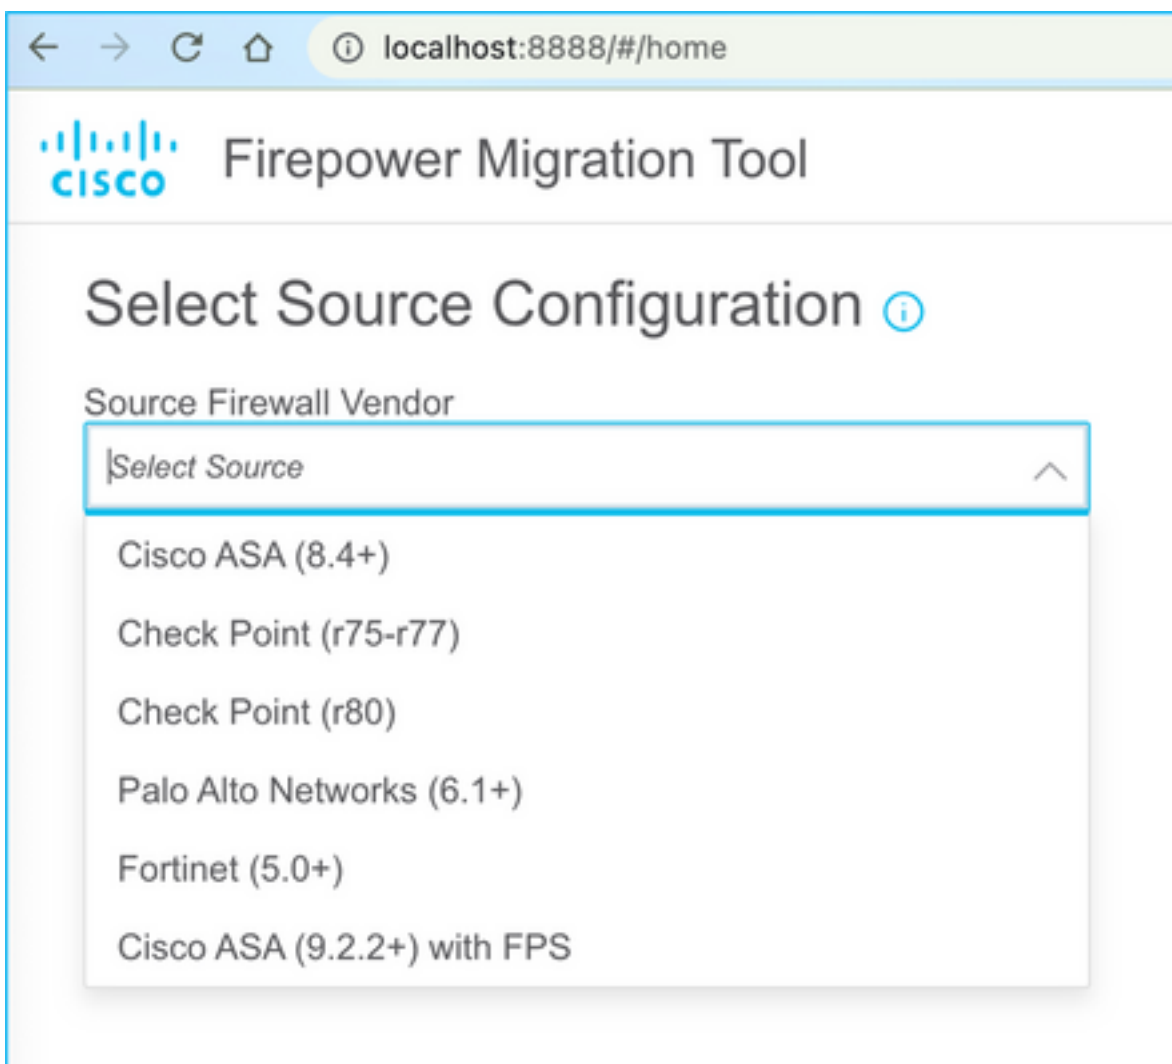 localhost:8888/#/home
CISCO Firepower Migration Tool
Select Source Configuration
Source Firewall Vendor
Select Source
Cisco ASA (8.4+)
Check Point (r75-r77)
Check Point (r80)
Palo Alto Networks (6.1+)
Fortinet (5.0+)
Cisco ASA (9.2.2+) with FPS